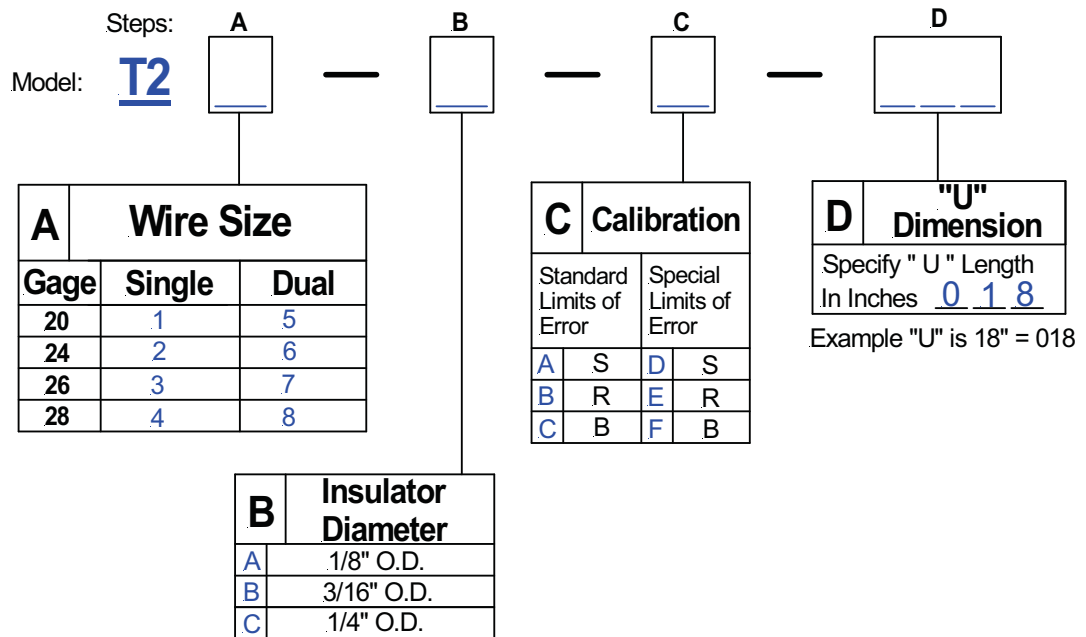 Steps: A B C D
Model: T2 — — —
A Wire Size
Gage Single Dual
20 1 5
24 2 6
26 3 7
28 4 8
B Insulator Diameter
A 1/8" O.D.
B 3/16" O.D.
C 1/4" O.D.
C Calibration
Standard Limits of Error Special Limits of Error
A S D S
B R E R
C B F B
D "U" Dimension
Specify " U " Length
In Inches 0 1 8
Example "U" is 18" = 018